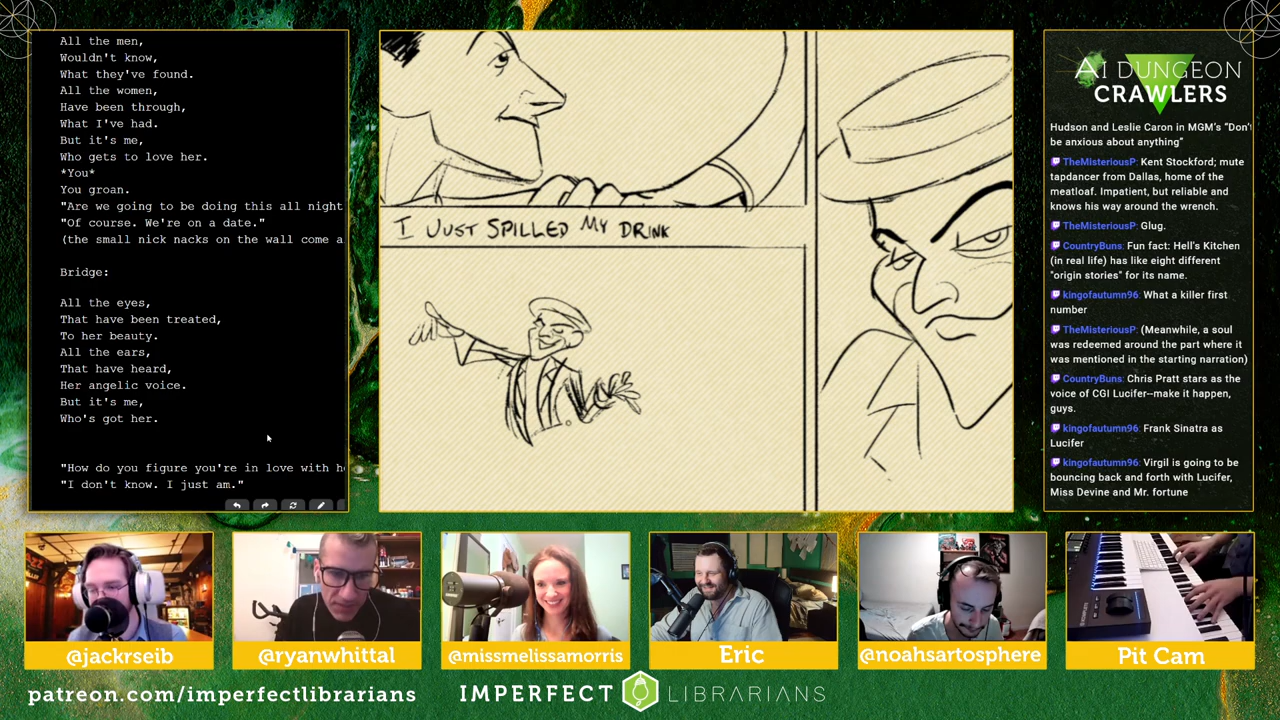 All the men,
Wouldn't know,
What they've found.
All the women,
Have been through,
What I've had.
But it's me,
Who gets to love her.
*You*
You groan.
"Are we going to be doing this all night
"Of course. We're on a date."
(the small nick nacks on the wall come a
Bridge:
All the eyes,
That have been treated,
To her beauty.
All the ears,
That have heard,
Her angelic voice.
But it's me,
Who's got her.
"How do you figure you're in love with he
"I don't know. I just am."
I JUST SPILLED MY DRINK
AI DUNGEON
CRAWLERS
Hudson and Leslie Caron in MGM's "Don't
be anxious about anything"
TheMisteriousP: Kent Stockford; mute
tapdancer from Dallas, home of the
meatloaf. Impatient, but reliable and
knows his way around the wrench.
TheMisteriousP: Glug.
CountryBuns: Fun fact: Hell's Kitchen
(in real life) has like eight different
"origin stories" for its name.
kingofautumn96: What a killer first
number
TheMisteriousP: (Meanwhile, a soul
was redeemed around the part where it
was mentioned in the starting narration)
CountryBuns: Chris Pratt stars as the
voice of CGI Lucifer--make it happen,
guys.
kingofautumn96: Frank Sinatra as
Lucifer
kingofautumn96: Virgil is going to be
bouncing back and forth with Lucifer,
Miss Devine and Mr. fortune
@jackrseib
@ryanwhittal
@missmelissamorris
Eric
@noahsartosphere
Pit Cam
patreon.com/imperfectlibrarians
IMPERFECT LIBRARIANS